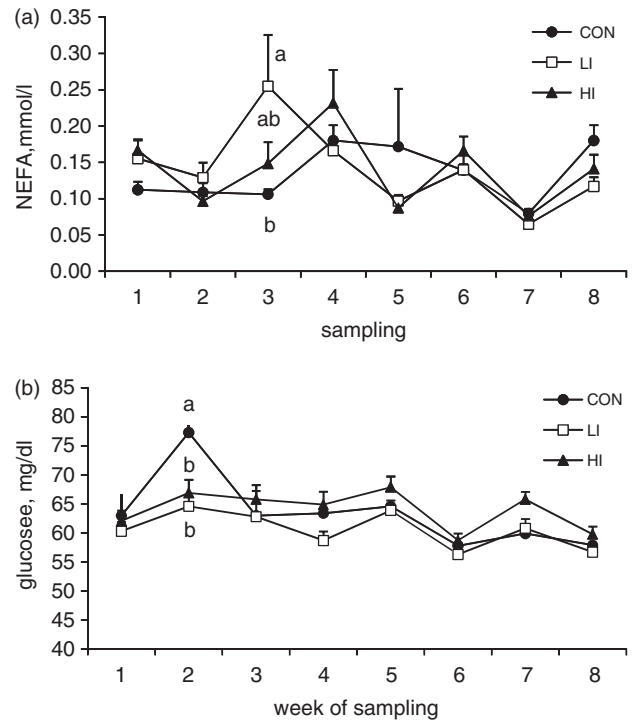 (a)
NEFA,mmol/l
0.35
0.30
0.25
0.20
0.15
0.10
0.05
0.00
CON
LI
HI
a
ab
b
1 2 3 4 5 6 7 8
sampling
(b)
glucosee, mg/dl
85
80
75
70
65
60
55
50
45
40
CON
LI
HI
a
b
b
1 2 3 4 5 6 7 8
week of sampling